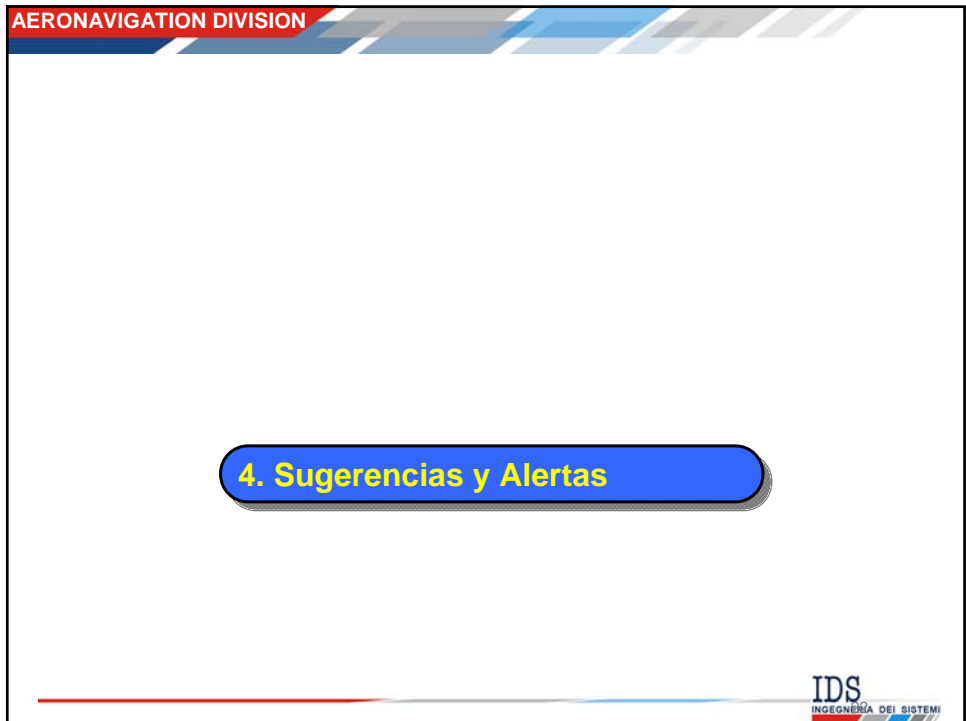 AERONAVIGATION DIVISION
4. Sugerencias y Alertas
IDS
INGEGNERIA DEI SISTEMI